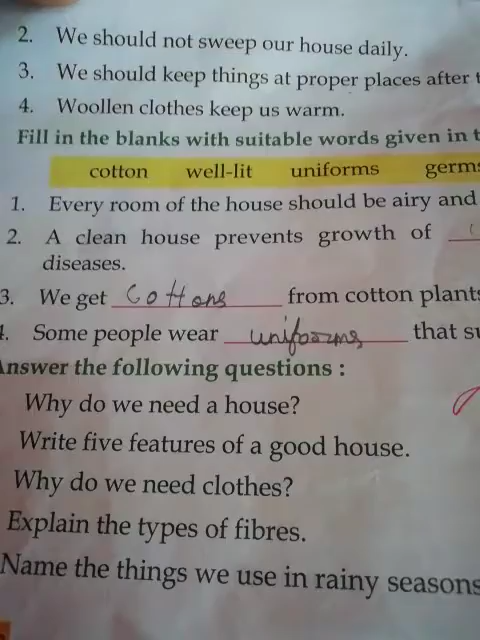 2. We should not sweep our house daily.
3. We should keep things at proper places after
4. Woollen clothes keep us warm.
Fill in the blanks with suitable words given in
cotton well-lit uniforms germs
1. Every room of the house should be airy and
2. A clean house prevents growth of
diseases.
3. We get Cottons from cotton plants
4. Some people wear uniforms that
Answer the following questions :
Why do we need a house?
Write five features of a good house.
Why do we need clothes?
Explain the types of fibres.
Name the things we use in rainy seasons